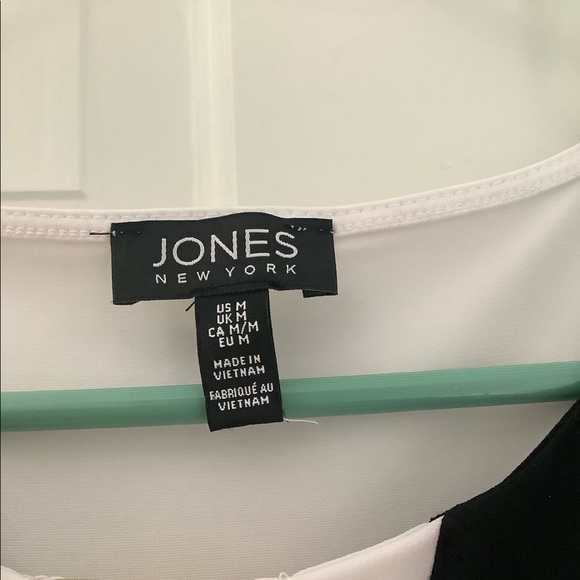 JONES
NEW YORK
US M
UK M
CA M/M
EU M
MADE IN
VIETNAM
FABRIQUÉ AU
VIETNAM